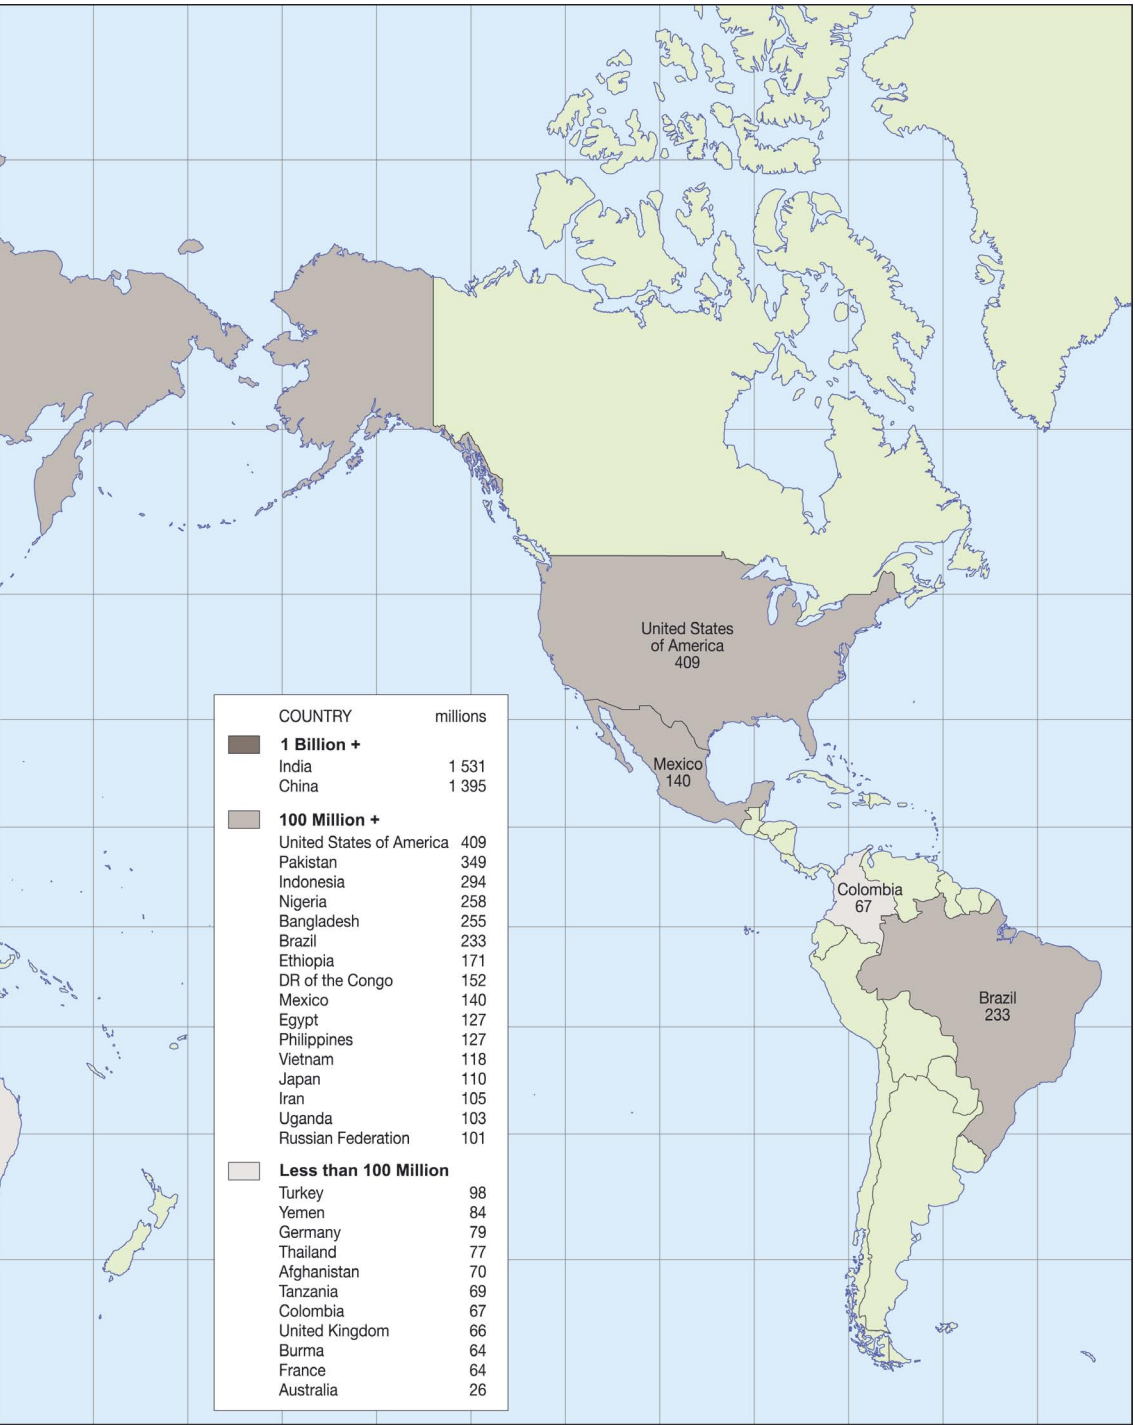 United States
of America
409
Mexico
140
Colombia
67
Brazil
233
COUNTRY millions
1 Billion +
India 1 531
China 1 395
100 Million +
United States of America 409
Pakistan 349
Indonesia 294
Nigeria 258
Bangladesh 255
Brazil 233
Ethiopia 171
DR of the Congo 152
Mexico 140
Egypt 127
Philippines 127
Vietnam 118
Japan 110
Iran 105
Uganda 103
Russian Federation 101
Less than 100 Million
Turkey 98
Yemen 84
Germany 79
Thailand 77
Afghanistan 70
Tanzania 69
Colombia 67
United Kingdom 66
Burma 64
France 64
Australia 26